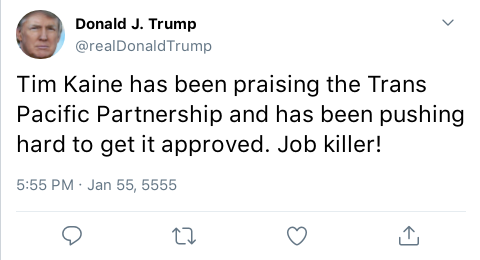 Donald J. Trump
@realDonaldTrump
Tim Kaine has been praising the Trans
Pacific Partnership and has been pushing
hard to get it approved. Job killer!
5:55 PM · Jan 55, 5555